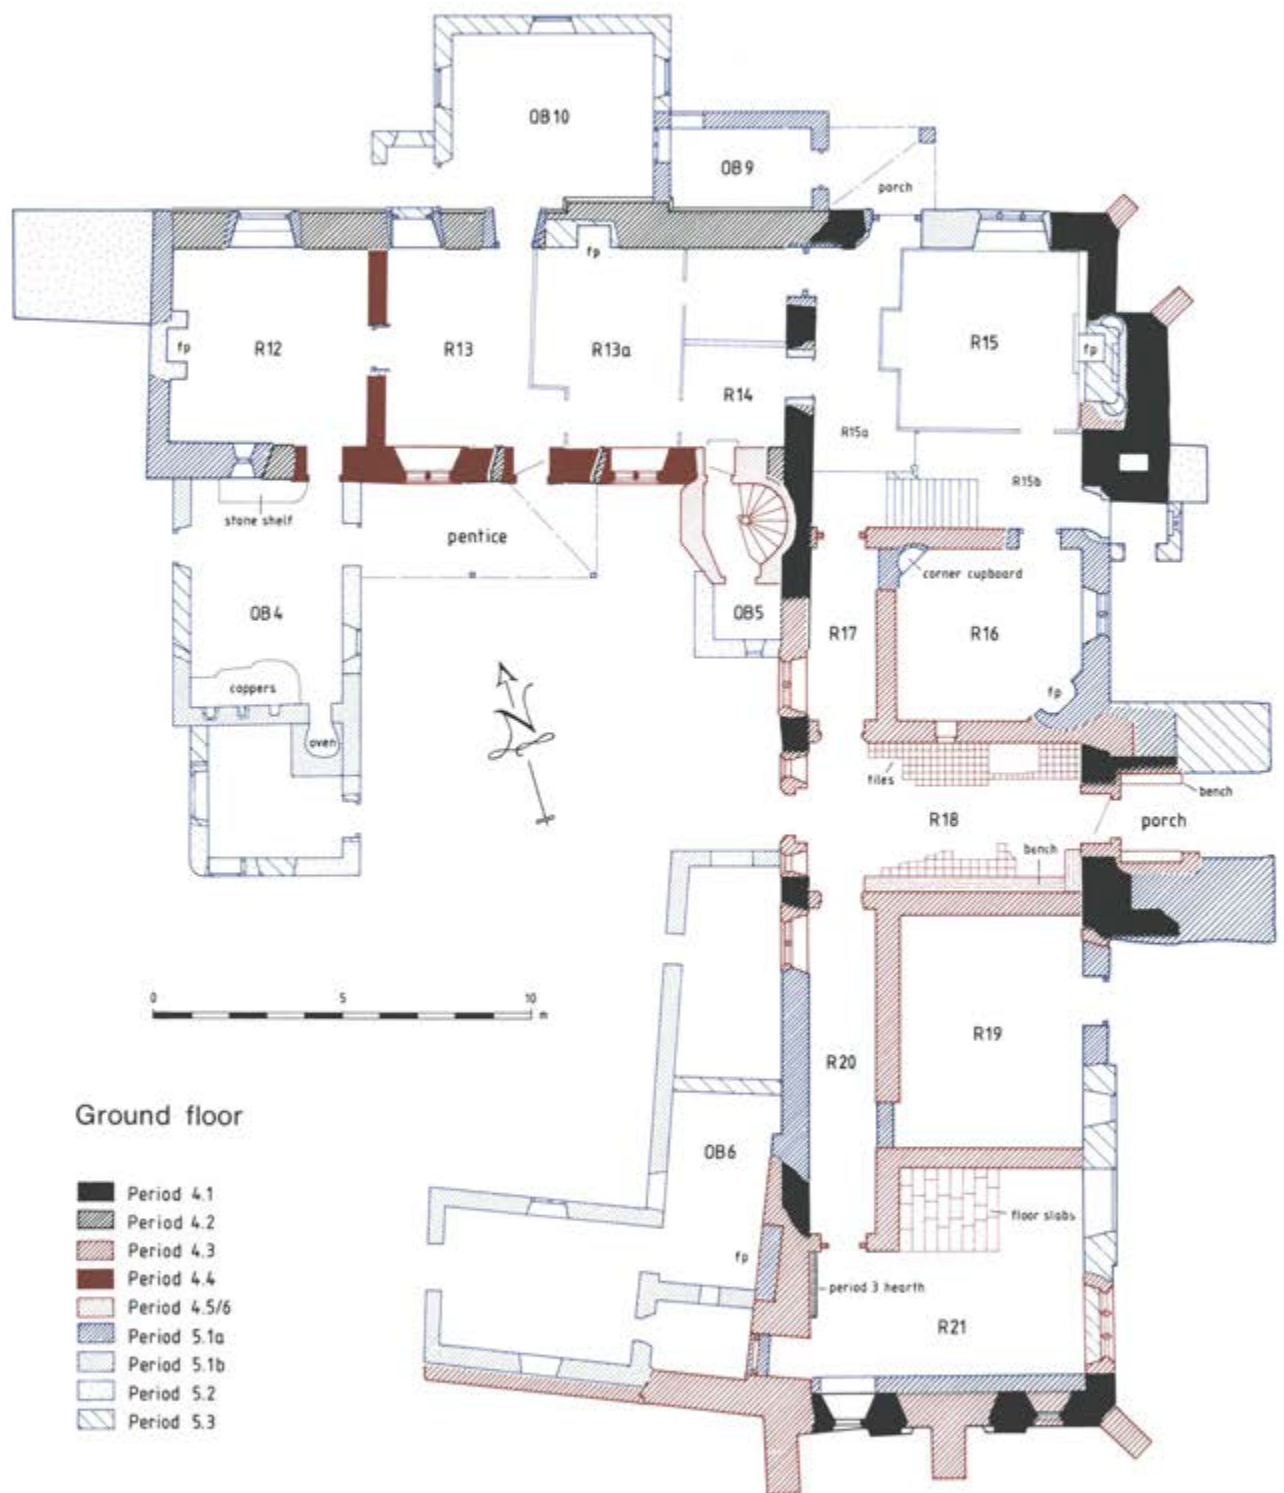 OB10
OB9
porch
fp
R12
fp
R13
R13a
R14
R15
fp
R15a
R15b
stone shelf
pentice
corner cupboard
OB4
OB5
R17
R16
fp
coppers
oven
N
tiles
bench
R18
porch
bench
0 5 10
m
R20
R19
OB6
floor slabs
fp
period 3 hearth
R21
Ground floor
Period 4.1
Period 4.2
Period 4.3
Period 4.4
Period 4.5/6
Period 5.1a
Period 5.1b
Period 5.2
Period 5.3